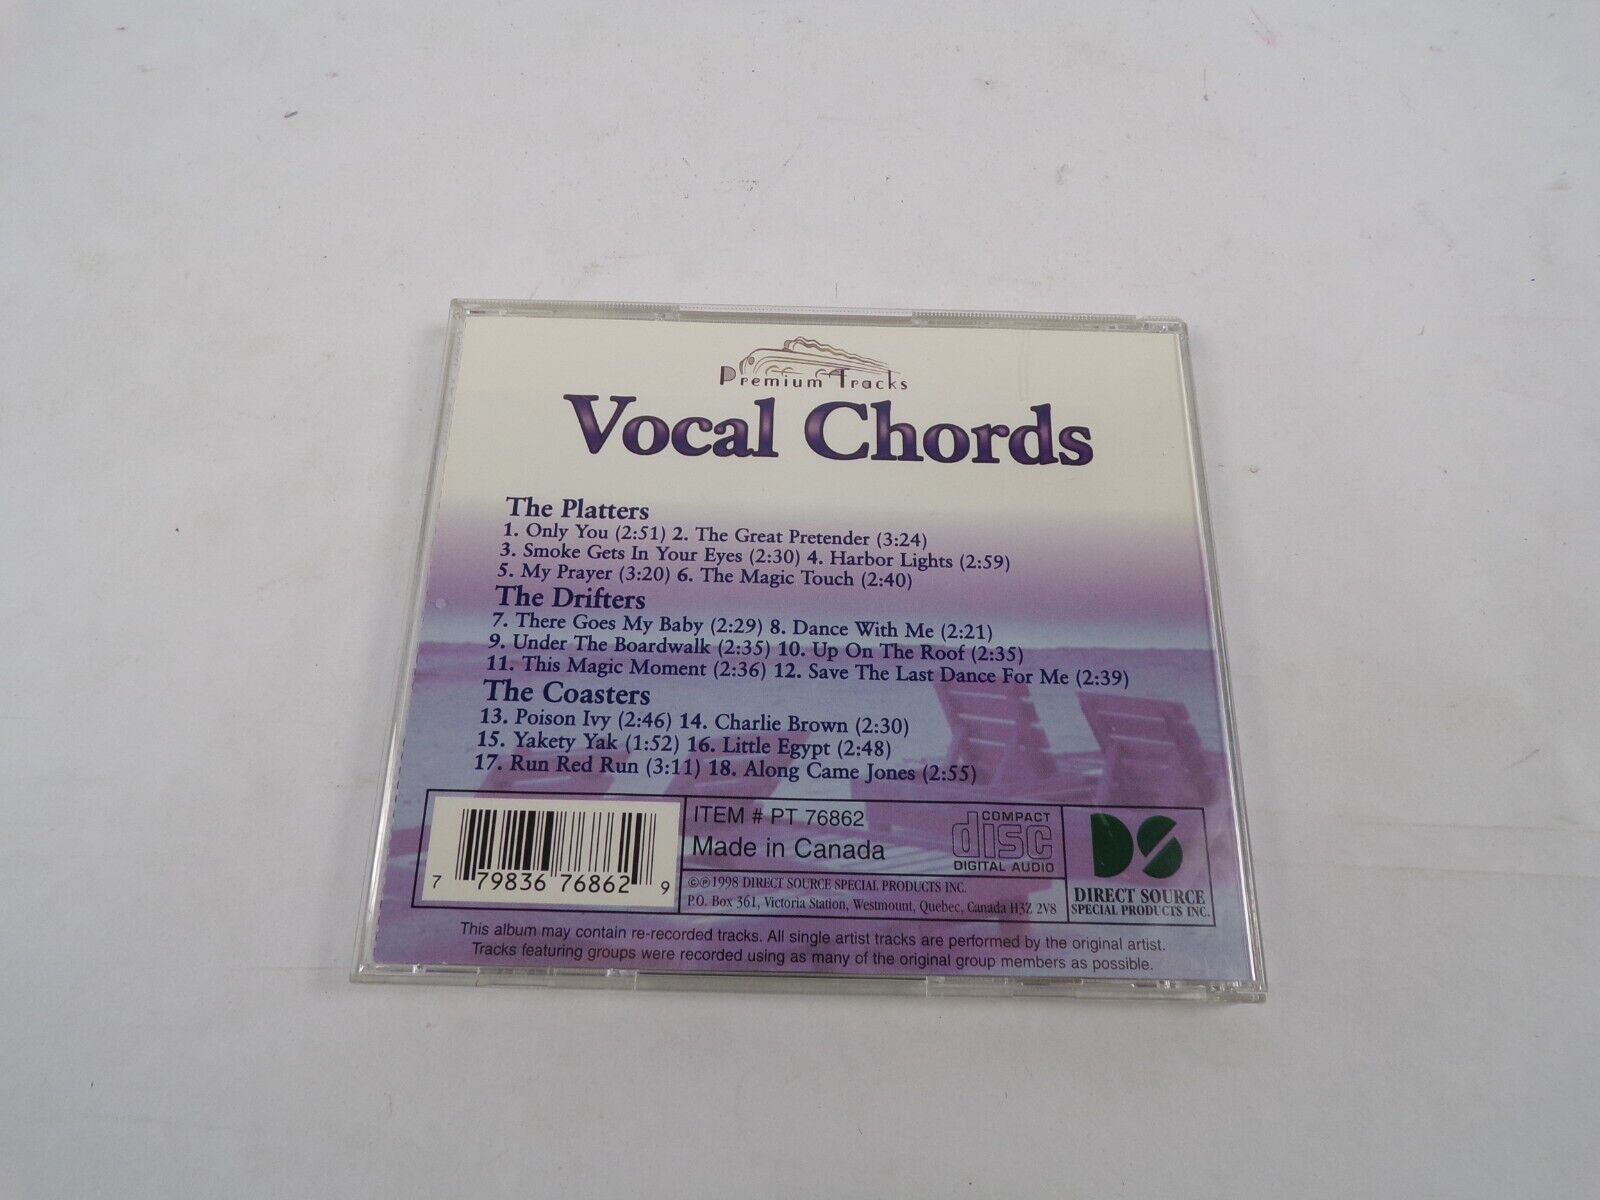 Premium Tracks
Vocal Chords
The Platters
1. Only You (2:51) 2. The Great Pretender (3:24)
3. Smoke Gets In Your Eyes (2:30) 4. Harbor Lights (2:59)
5. My Prayer (3:20) 6. The Magic Touch (2:40)
The Drifters
7. There Goes My Baby (2:29) 8. Dance With Me (2:21)
9. Under The Boardwalk (2:35) 10. Up On The Roof (2:35)
11. This Magic Moment (2:36) 12. Save The Last Dance For Me (2:39)
The Coasters
13. Poison Ivy (2:46) 14. Charlie Brown (2:30)
15. Yakety Yak (1:52) 16. Little Egypt (2:48)
17. Run Red Run (3:11) 18. Along Came Jones (2:55)
7 79836 76862 9
ITEM # PT 76862
Made in Canada
COMPACT
disc
DIGITAL AUDIO
©℗1998 DIRECT SOURCE SPECIAL PRODUCTS INC.
P.O. Box 361, Victoria Station, Westmount, Quebec, Canada H3Z 2V8
DS
DIRECT SOURCE
SPECIAL PRODUCTS INC.
This album may contain re-recorded tracks. All single artist tracks are performed by the original artist.
Tracks featuring groups were recorded using as many of the original group members as possible.